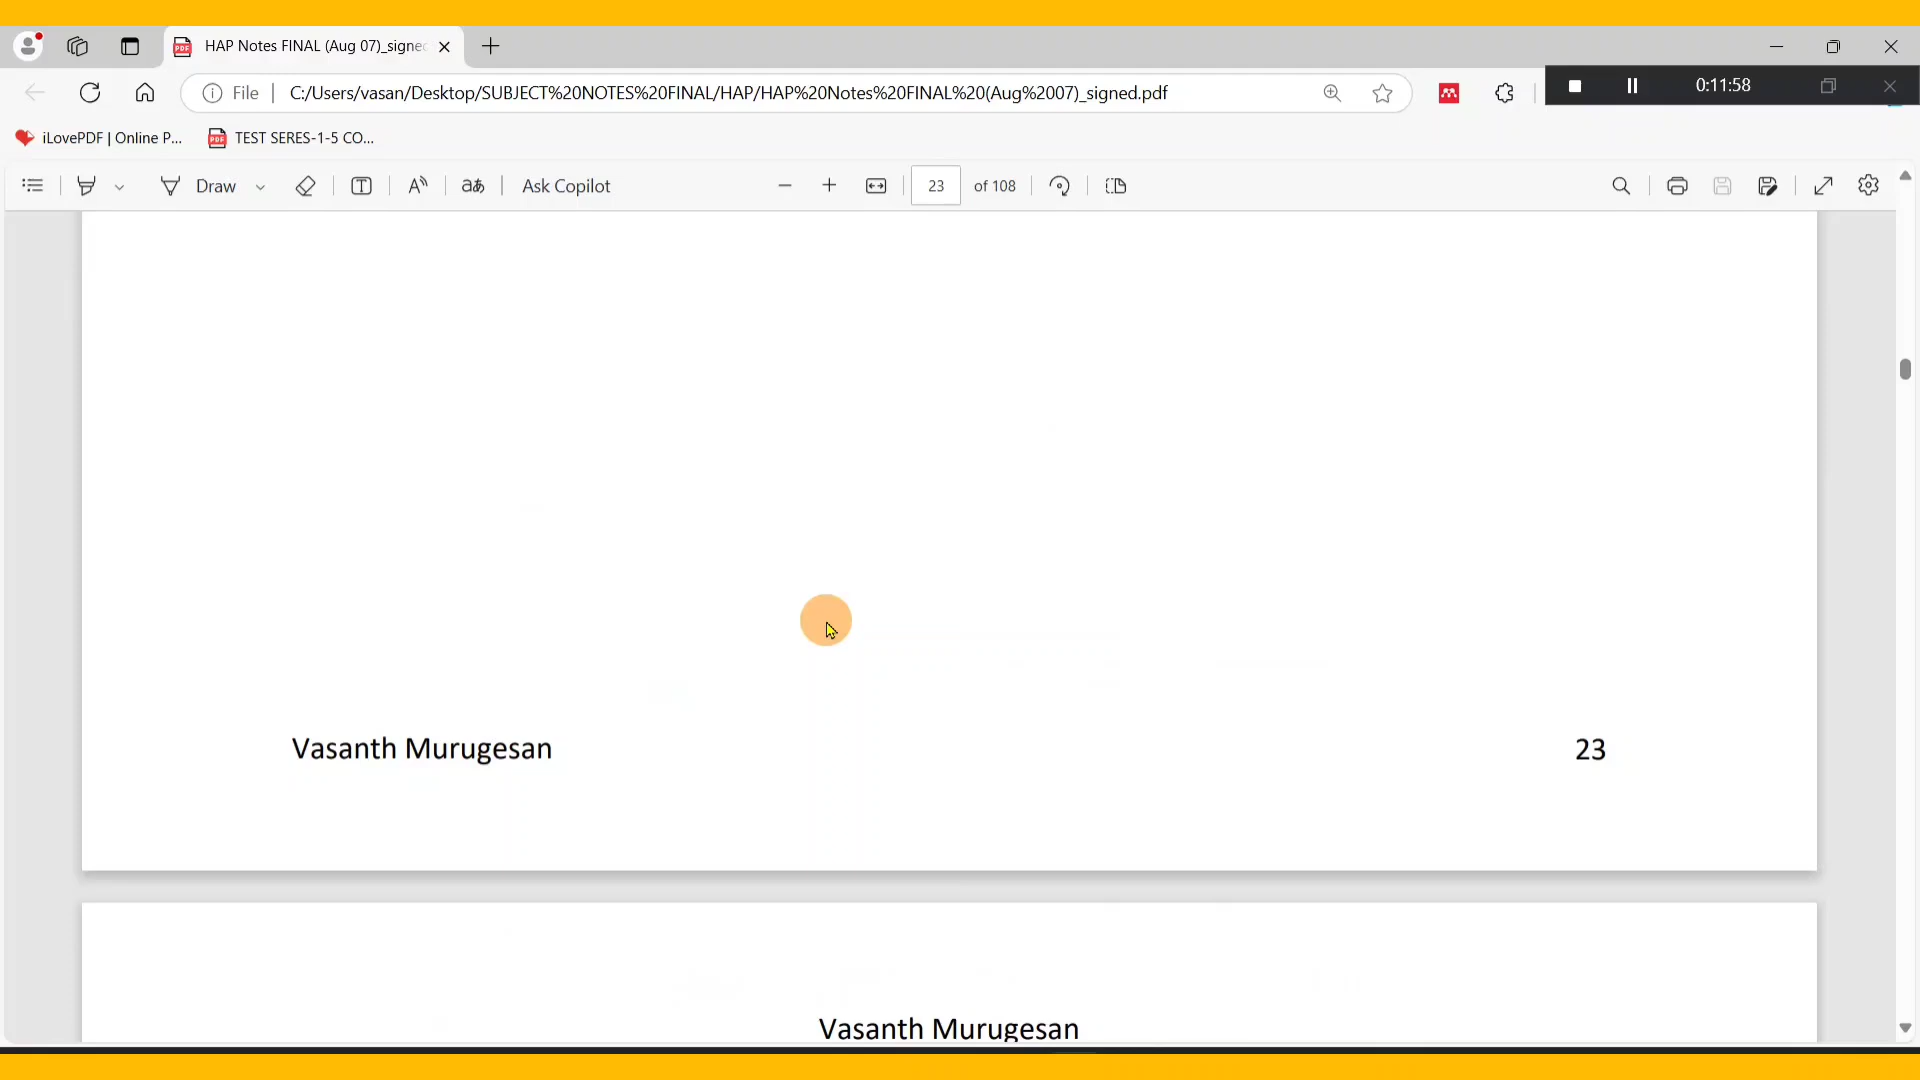 HAP Notes FINAL (Aug 07)_signe
File
C:/Users/vasan/Desktop/SUBJECT%20NOTES%20FINAL/HAP/HAP%20Notes%20FINAL%20(Aug%2007)_signed.pdf
0:11:58
iLovePDF | Online P...
TEST SERES-1-5 CO...
Draw
Ask Copilot
23
of 108
Vasanth Murugesan
23
Vasanth Murugesan